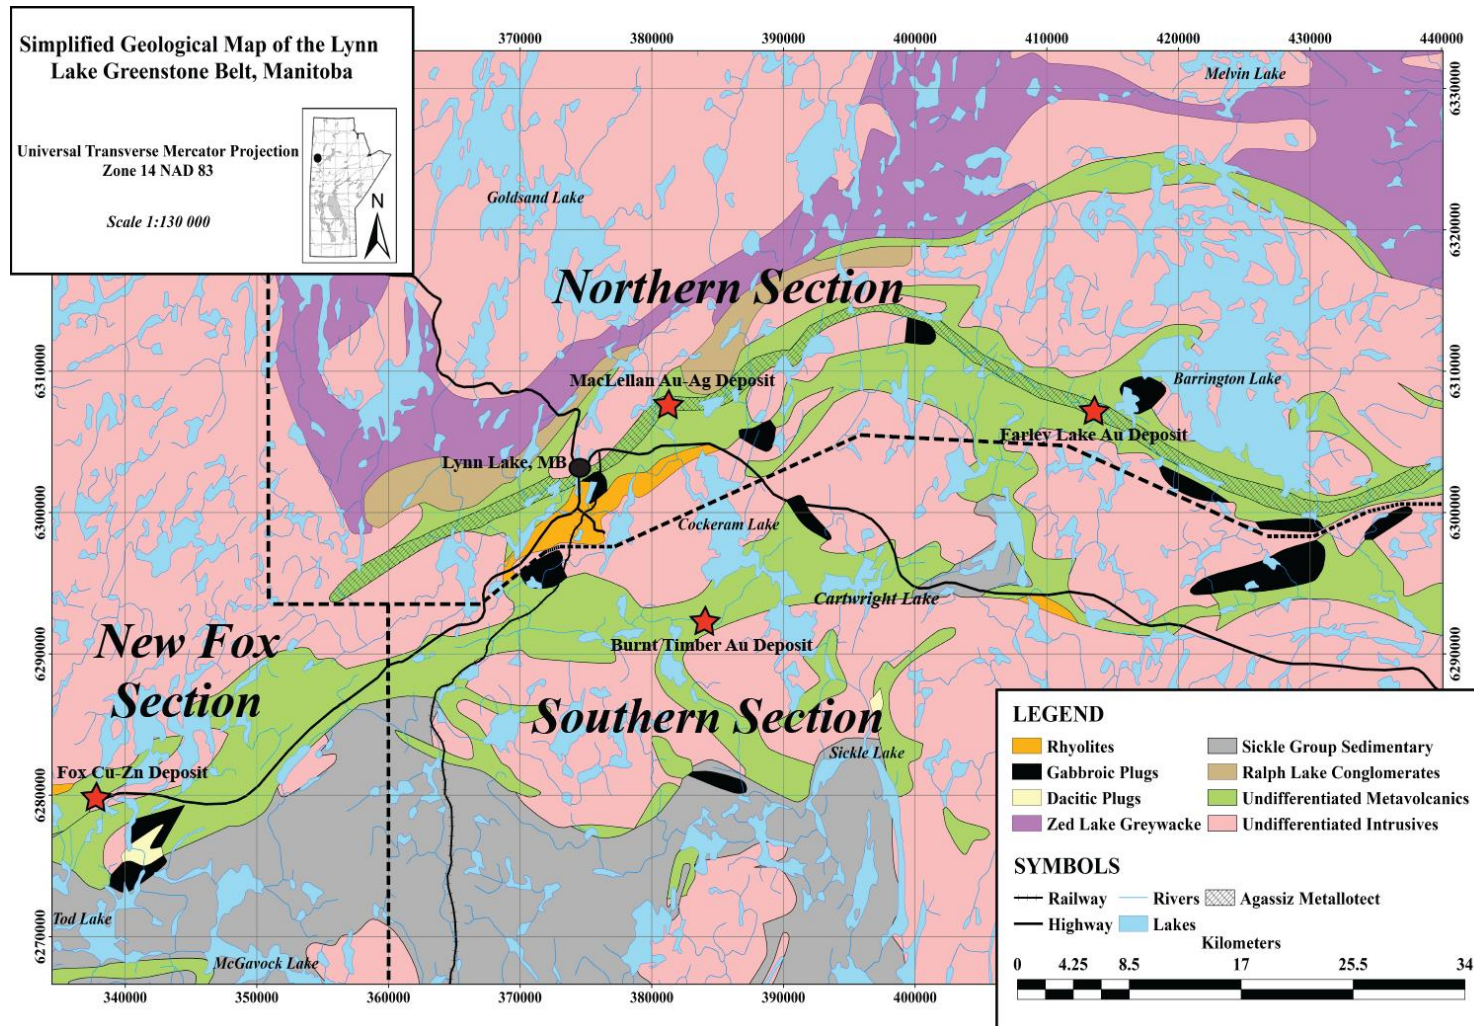 Simplified Geological Map of the Lynn
Lake Greenstone Belt, Manitoba
Universal Transverse Mercator Projection
Zone 14 NAD 83
Scale 1:130 000
N
370000 380000 390000 400000 410000 420000 430000 440000
Melvin Lake
6330000
Goldsand Lake
6320000
Northern Section
6310000 6310000
MacLellan Au-Ag Deposit
Barrington Lake
Farley Lake Au Deposit
Lynn Lake, MB
6300000 6300000
Cockeram Lake
Cartwright Lake
New Fox
Section
Burnt Timber Au Deposit
6290000 6290000
Southern Section
Sickle Lake
Fox Cu-Zn Deposit
6280000
Tod Lake
6270000
McGavock Lake
340000 350000 360000 370000 380000 390000 400000
LEGEND
Rhyolites
Gabbroic Plugs
Dacitic Plugs
Zed Lake Greywacke
Sickle Group Sedimentary
Ralph Lake Conglomerates
Undifferentiated Metavolcanics
Undifferentiated Intrusives
SYMBOLS
Railway
Highway
Rivers
Lakes
Agassiz Metallotect
Kilometers
0 4.25 8.5 17 25.5 34